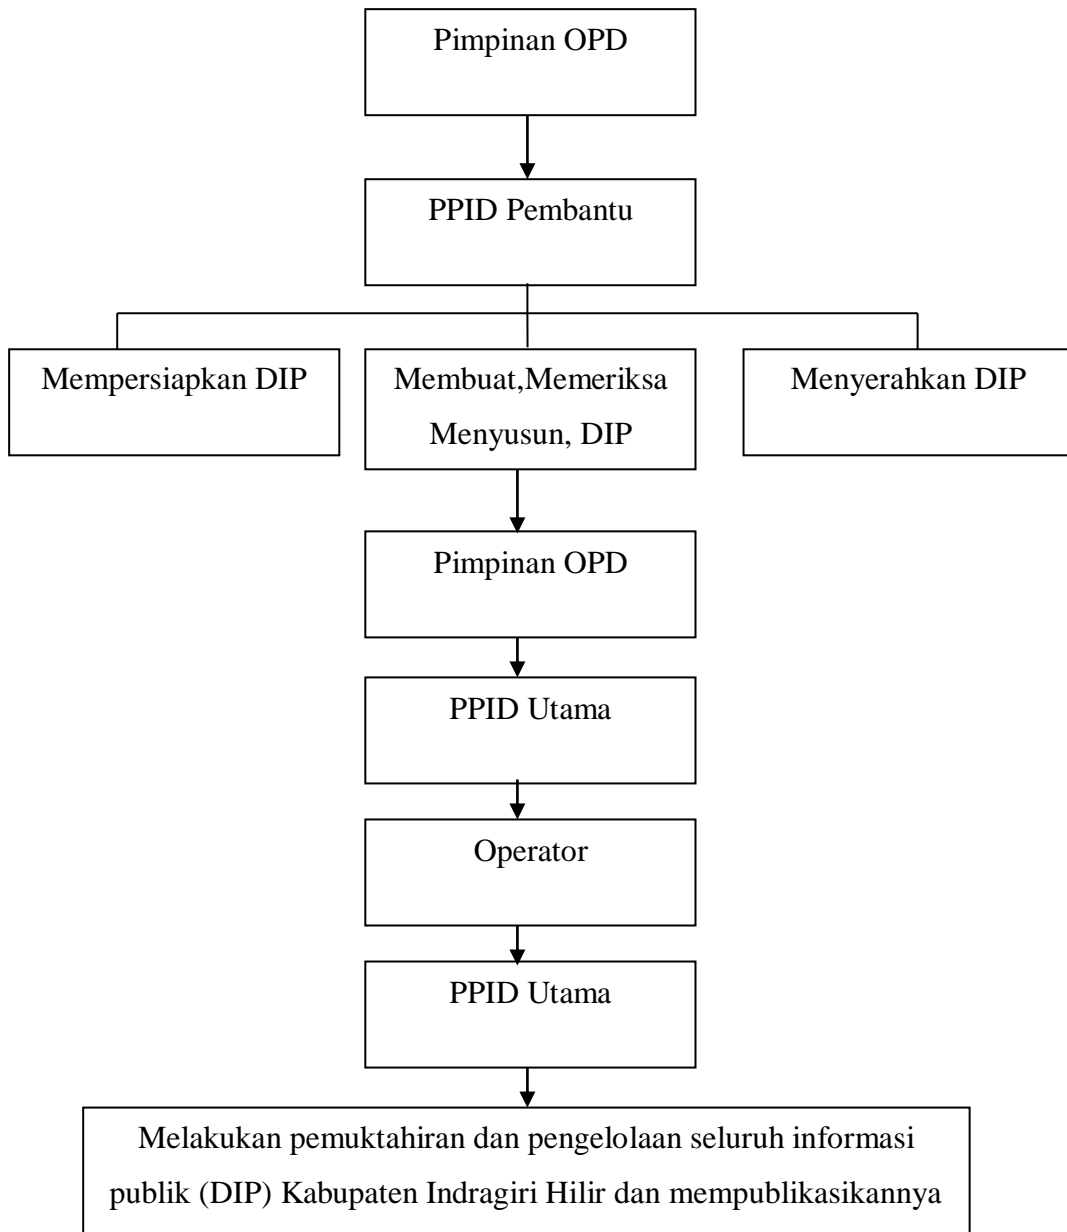 Pimpinan OPD
PPID Pembantu
Mempersiapkan DIP
Membuat,Memeriksa
Menyusun, DIP
Menyerahkan DIP
Pimpinan OPD
PPID Utama
Operator
PPID Utama
Melakukan pemuktahiran dan pengelolaan seluruh informasi
publik (DIP) Kabupaten Indragiri Hilir dan mempublikasikannya